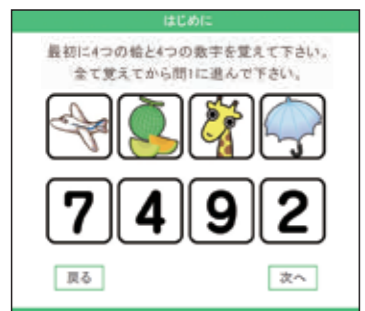 はじめに
最初に4つの絵と4つの数字を覚えて下さい。
全て覚えてから問1に進んで下さい。
7 4 9 2
戻る 次へ